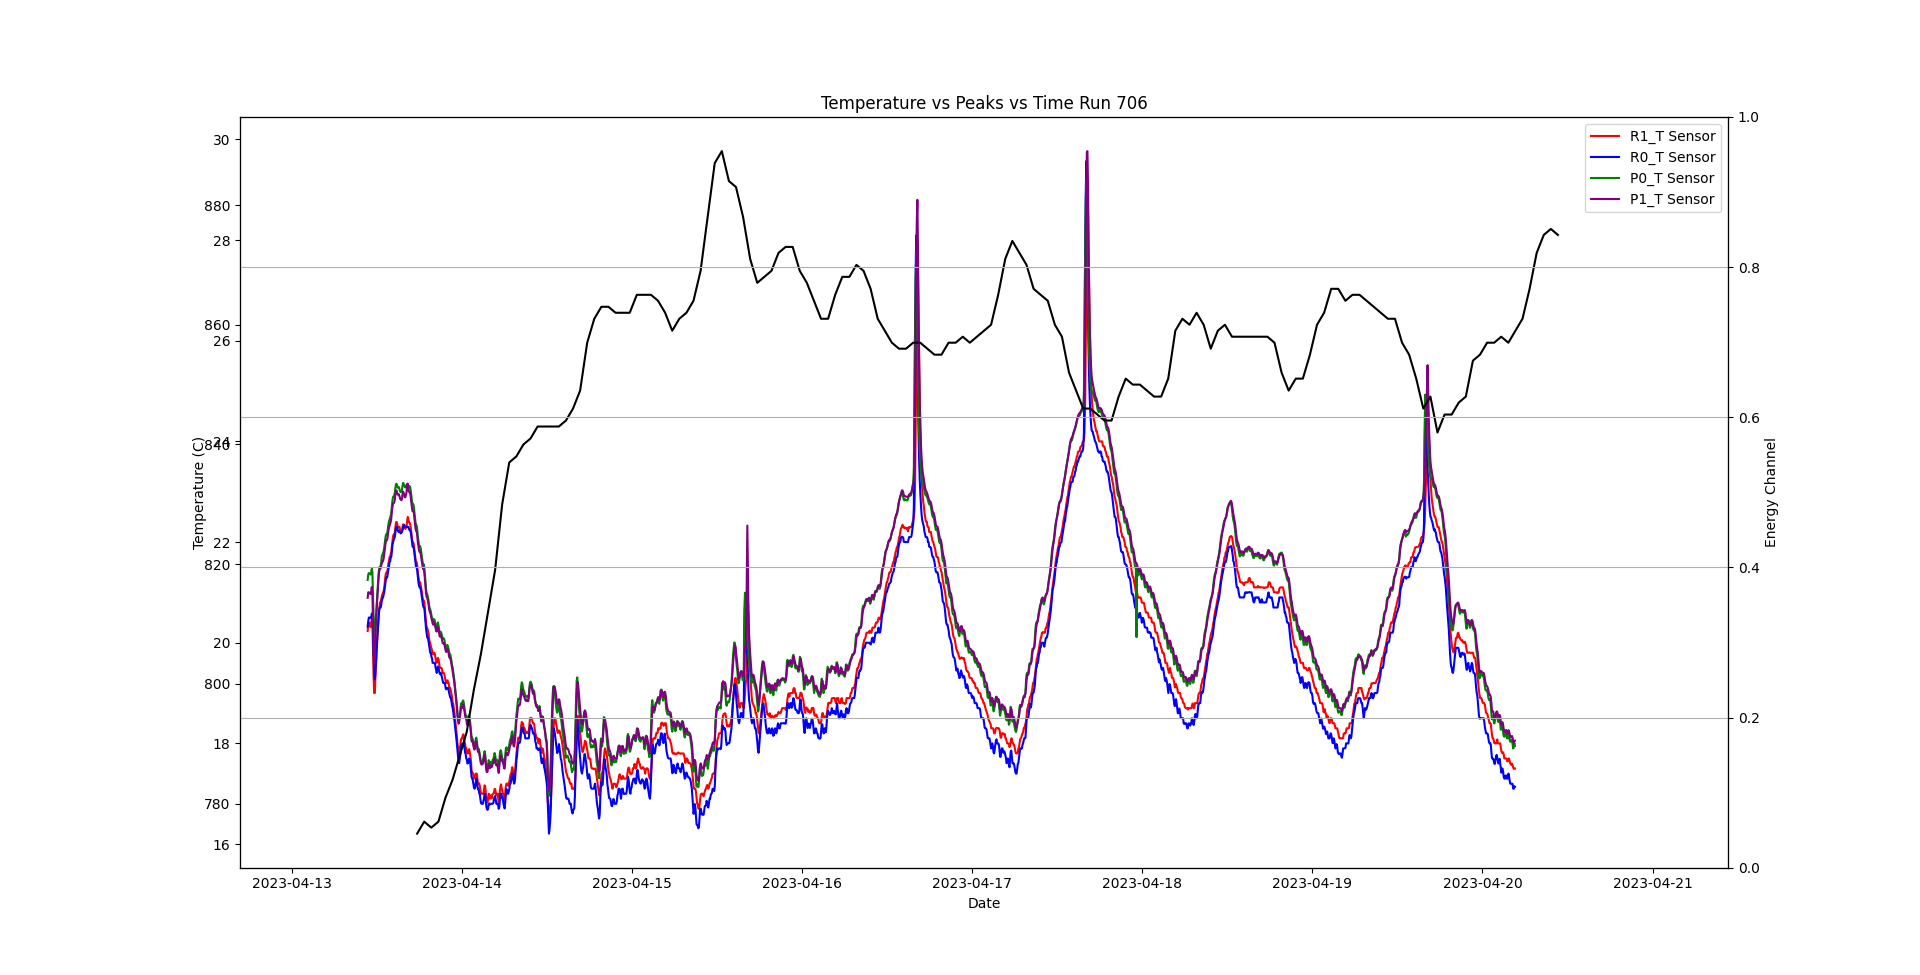 Temperature vs Peaks vs Time Run 706
R1_T Sensor
R0_T Sensor
P0_T Sensor
P1_T Sensor
30
880
28
860
26
24
840
22
820
20
800
18
780
16
Temperature (C)
1.0
0.8
0.6
0.4
0.2
0.0
Energy Channel
2023-04-13 2023-04-14 2023-04-15 2023-04-16 2023-04-17 2023-04-18 2023-04-19 2023-04-20 2023-04-21
Date